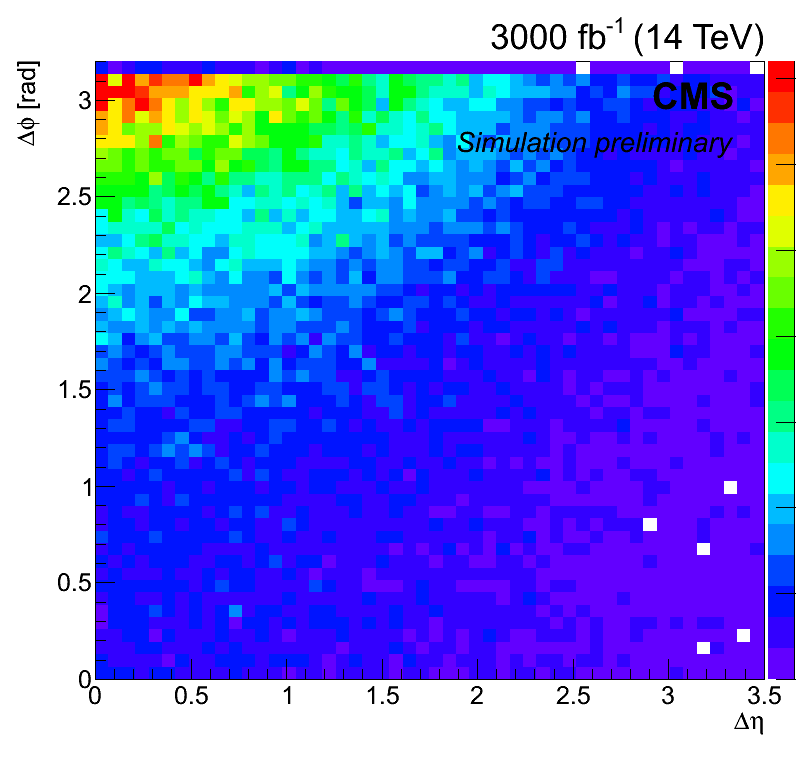 3000 fb-1 (14 TeV)
Δϕ [rad]
CMS
Simulation preliminary
3
2.5
2
1.5
1
0.5
0
0 0.5 1 1.5 2 2.5 3 3.5
Δη